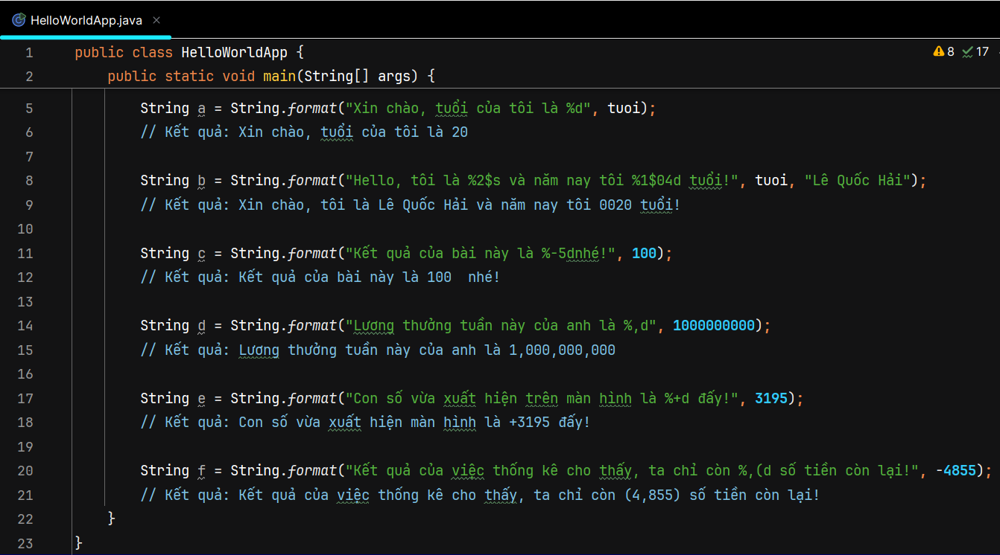 HelloWorldApp.java
8 17
1 public class HelloWorldApp {
2 public static void main(String[] args) {
5 String a = String.format("Xin chào, tuổi của tôi là %d", tuoi);
6 // Kết quả: Xin chào, tuổi của tôi là 20
7
8 String b = String.format("Hello, tôi là %2$s và năm nay tôi %1$04d tuổi!", tuoi, "Lê Quốc Hải");
9 // Kết quả: Xin chào, tôi là Lê Quốc Hải và năm nay tôi 0020 tuổi!
10
11 String c = String.format("Kết quả của bài này là %-5dnhé!", 100);
12 // Kết quả: Kết quả của bài này là 100  nhé!
13
14 String d = String.format("Lương thưởng tuần này của anh là %,d", 1000000000);
15 // Kết quả: Lương thưởng tuần này của anh là 1,000,000,000
16
17 String e = String.format("Con số vừa xuất hiện trên màn hình là %+d đấy!", 3195);
18 // Kết quả: Con số vừa xuất hiện màn hình là +3195 đấy!
19
20 String f = String.format("Kết quả của việc thống kê cho thấy, ta chỉ còn %,(d số tiền còn lại!", -4855);
21 // Kết quả: Kết quả của việc thống kê cho thấy, ta chỉ còn (4,855) số tiền còn lại!
22 }
23 }